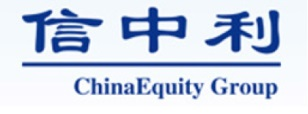 信中利
ChinaEquity Group